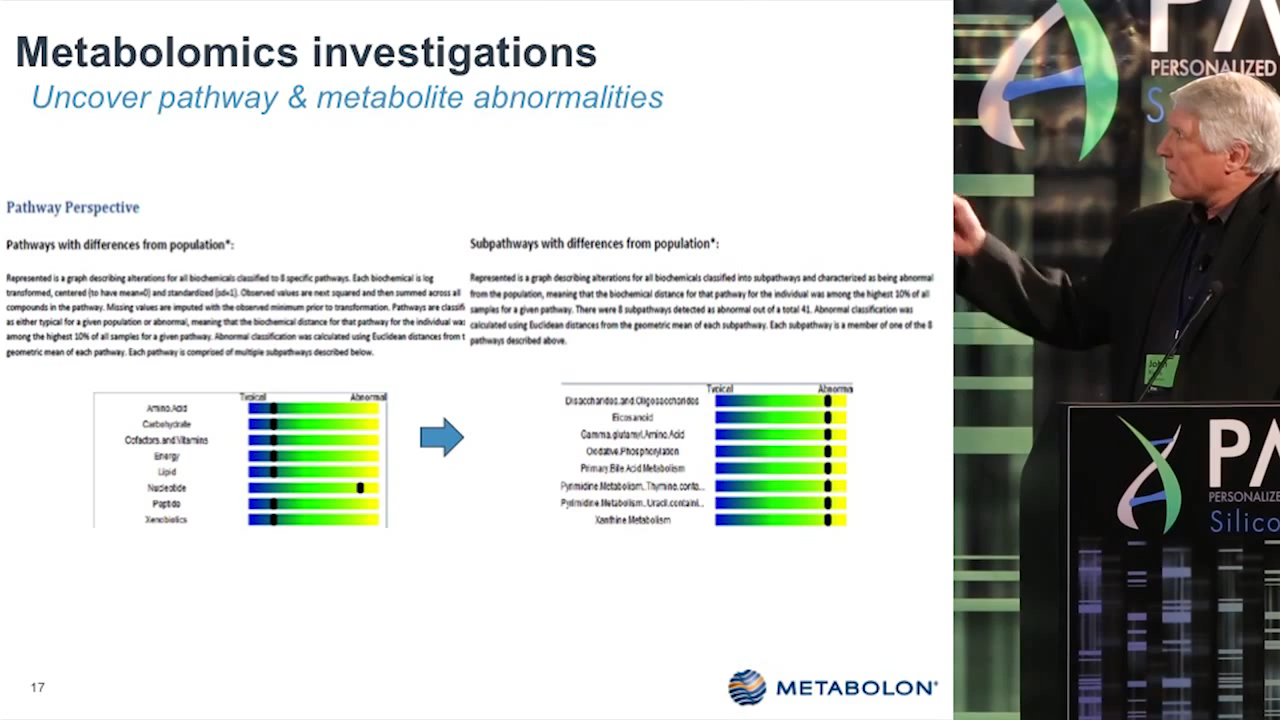 Metabolomics investigations
Uncover pathway & metabolite abnormalities
Pathway Perspective
Pathways with differences from population*:
Represented is a graph describing alterations for all biochemicals classified to 8 specific pathways. Each biochemical is log
transformed, centered (to have mean=0) and standardized (sd=1). Observed values are next squared and then summed across all
compounds in the pathway. Missing values are imputed with the observed minimum prior to transformation. Pathways are classifi
as either typical for a given population or abnormal, meaning that the biochemical distance for that pathway for the individual was
among the highest 10% of all samples for a given pathway. Abnormal classification was calculated using Euclidean distances from t
geometric mean of each pathway. Each pathway is comprised of multiple subpathways described below.
Typical Abnormal
Amino.Acid
Carbohydrate
Cofactors.and.Vitamins
Energy
Lipid
Nucleotide
Peptide
Xenobiotics
Subpathways with differences from population*:
Represented is a graph describing alterations for all biochemicals classified into subpathways and characterized as being abnormal
from the population, meaning that the biochemical distance for that pathway for the individual was among the highest 10% of all
samples for a given pathway. There were 8 subpathways detected as abnormal out of a total 41. Abnormal classification was
calculated using Euclidean distances from the geometric mean of each subpathway. Each subpathway is a member of one of the 8
pathways described above.
Typical Abnorma
Disaccharides.and.Oligosaccharides
Eicosanoid
Gamma.glutamyl.Amino.Acid
Oxidative.Phosphorylation
Primary.Bile.Acid.Metabolism
Pyrimidine.Metabolism..Thymine.conta...
Pyrimidine.Metabolism..Uracil.containi...
Xanthine.Metabolism
17
METABOLON®
PA
PERSONALIZED
S
John
PA
PERSONALIZE
Silico